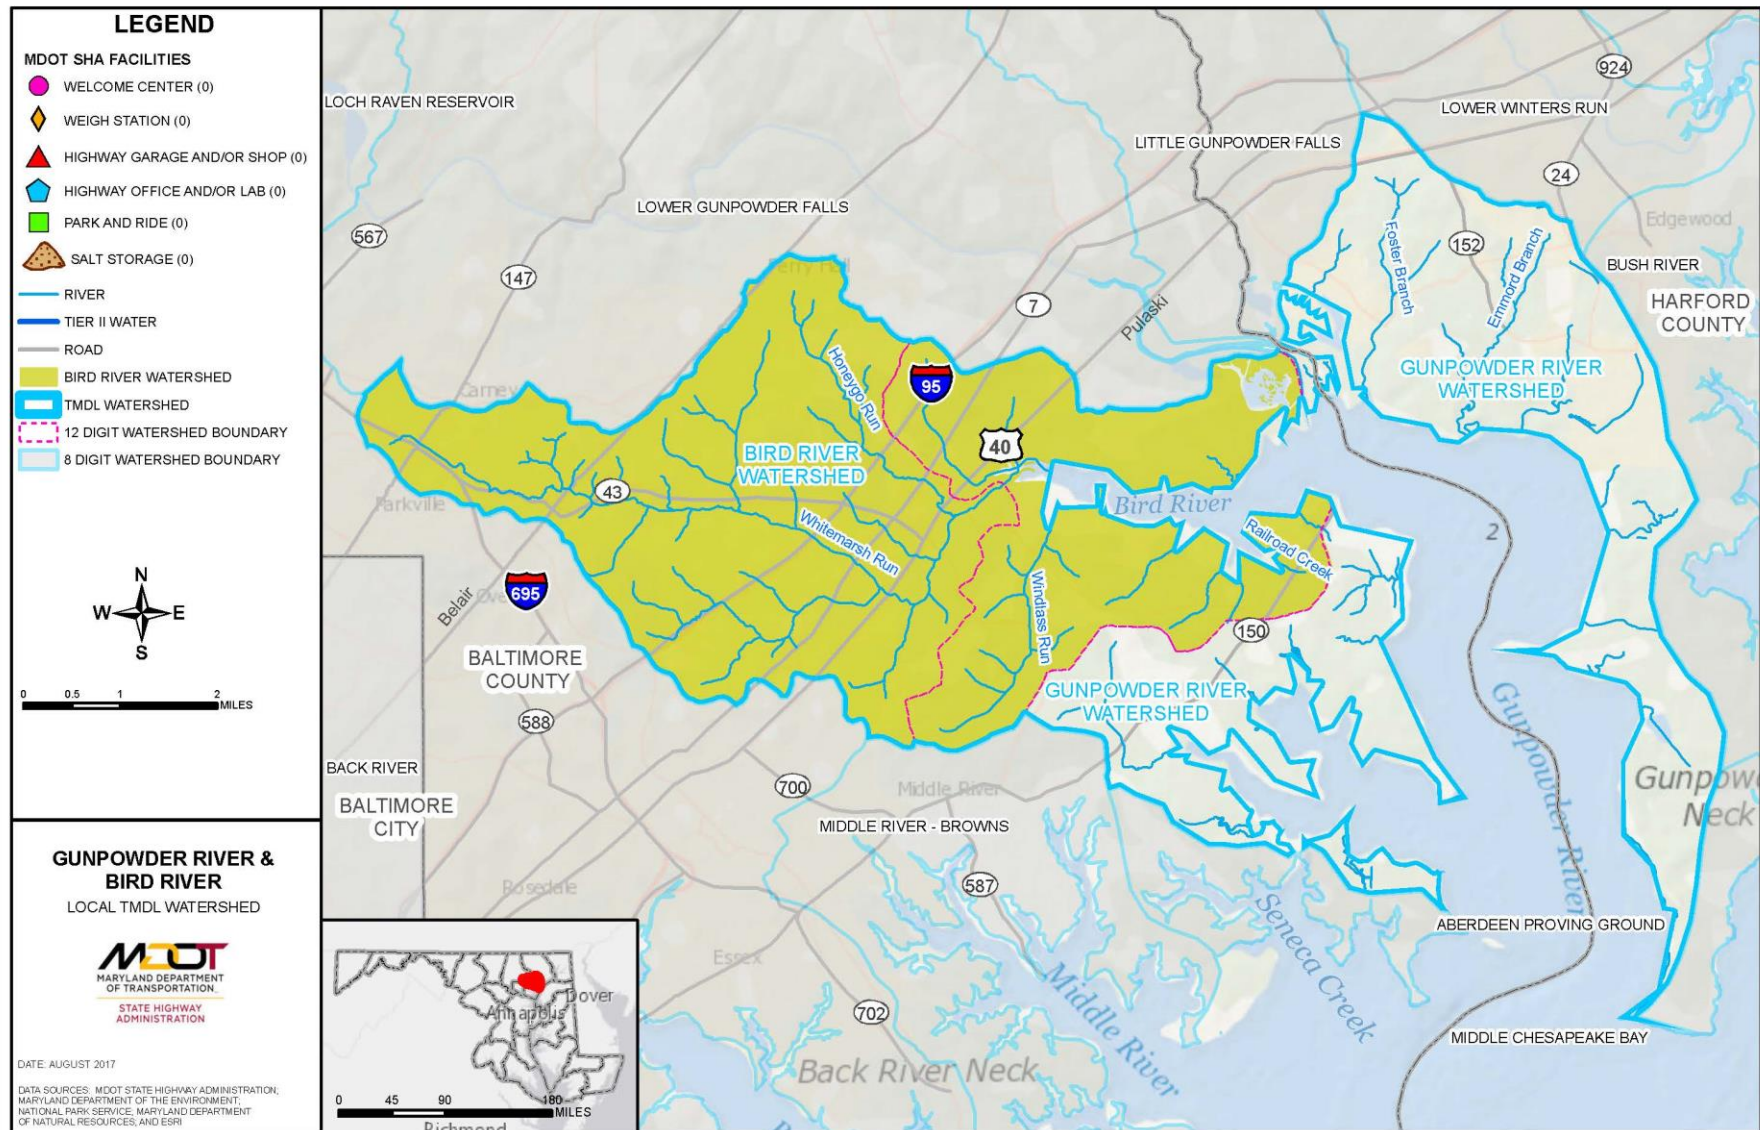 LEGEND
MDOT SHA FACILITIES
WELCOME CENTER (0)
WEIGH STATION (0)
HIGHWAY GARAGE AND/OR SHOP (0)
HIGHWAY OFFICE AND/OR LAB (0)
PARK AND RIDE (0)
SALT STORAGE (0)
RIVER
TIER II WATER
ROAD
BIRD RIVER WATERSHED
TMDL WATERSHED
12 DIGIT WATERSHED BOUNDARY
8 DIGIT WATERSHED BOUNDARY
N
W E
S
0 0.5 1 2
MILES
GUNPOWDER RIVER &
BIRD RIVER
LOCAL TMDL WATERSHED
MDOT
MARYLAND DEPARTMENT
OF TRANSPORTATION
STATE HIGHWAY
ADMINISTRATION
DATE: AUGUST 2017
DATA SOURCES: MDOT STATE HIGHWAY ADMINISTRATION;
MARYLAND DEPARTMENT OF THE ENVIRONMENT;
NATIONAL PARK SERVICE; MARYLAND DEPARTMENT
OF NATURAL RESOURCES; AND ESRI
924
LOCH RAVEN RESERVOIR
LOWER WINTERS RUN
LITTLE GUNPOWDER FALLS
24
LOWER GUNPOWDER FALLS
Edgewood
567
152
Foster Branch
Emmord Branch
BUSH RIVER
Perry Hall
147
7
Pulaski
HARFORD
COUNTY
Honeygo Run
95
GUNPOWDER RIVER
WATERSHED
Carney
40
BIRD RIVER
WATERSHED
43
Parkville
Bird River
Whitemarsh Run
Railroad Creek
2
695
Belair
Windlass Run
150
BALTIMORE
COUNTY
GUNPOWDER RIVER
WATERSHED
588
Gunpowder River
BACK RIVER
700
Middle River
Gunpow
Neck
BALTIMORE
CITY
MIDDLE RIVER - BROWNS
Rosedale
587
Seneca Creek
ABERDEEN PROVING GROUND
Essex
Middle River
702
MIDDLE CHESAPEAKE BAY
Back River Neck
Dover
Annapolis
0 45 90 180
MILES
Richmond